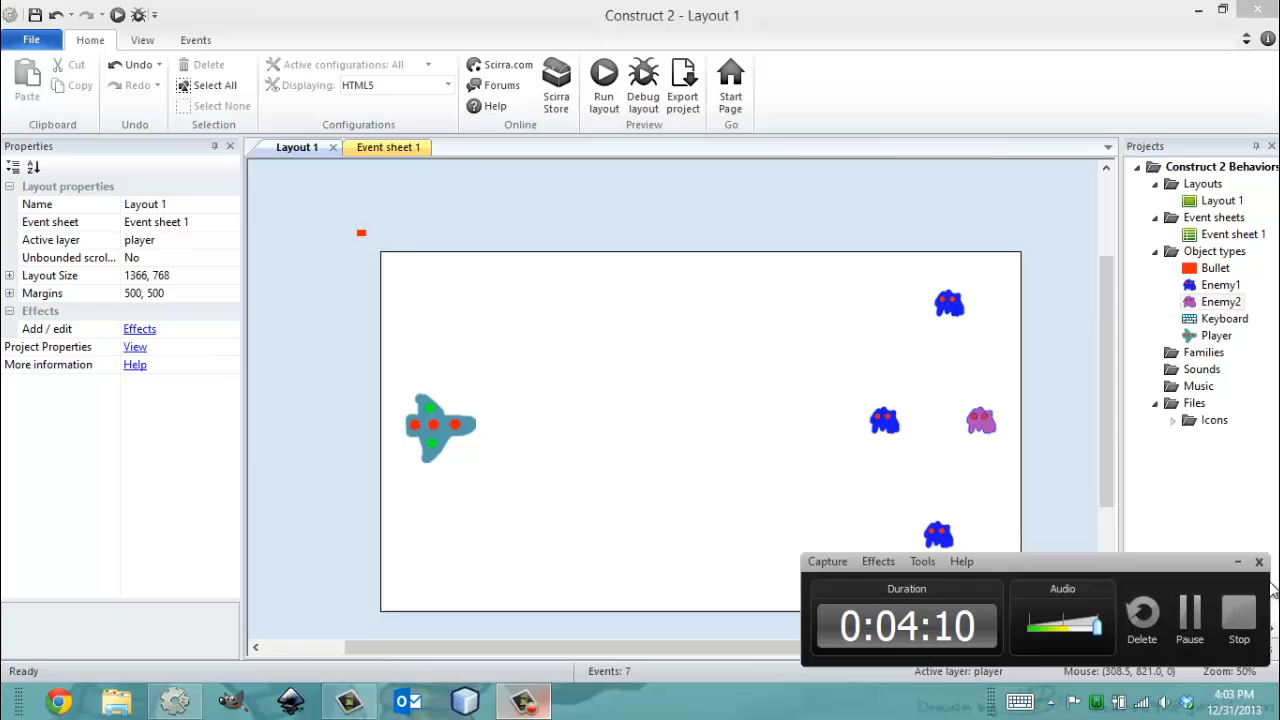 Construct 2 - Layout 1
File Home View Events
Paste Cut Copy Undo Redo Delete Select All Select None Active configurations: All Displaying: HTML5 Scirra.com Forums Help Scirra Store Run layout Debug layout Export project Start Page
Clipboard Undo Selection Configurations Online Preview Go
Properties
Layout 1 Event sheet 1
Projects
Layout properties
Name Layout 1
Event sheet Event sheet 1
Active layer player
Unbounded scrol... No
Layout Size 1366, 768
Margins 500, 500
Effects
Add / edit Effects
Project Properties View
More information Help
Construct 2 Behaviors
Layouts
Layout 1
Event sheets
Event sheet 1
Object types
Bullet
Enemy1
Enemy2
Keyboard
Player
Families
Sounds
Music
Files
Icons
Capture Effects Tools Help
Duration Audio
0:04:10
Delete Pause Stop
Ready Events: 7 Active layer: player Mouse: (308.5, 821.0, 0) Zoom: 50%
4:03 PM
12/31/2013